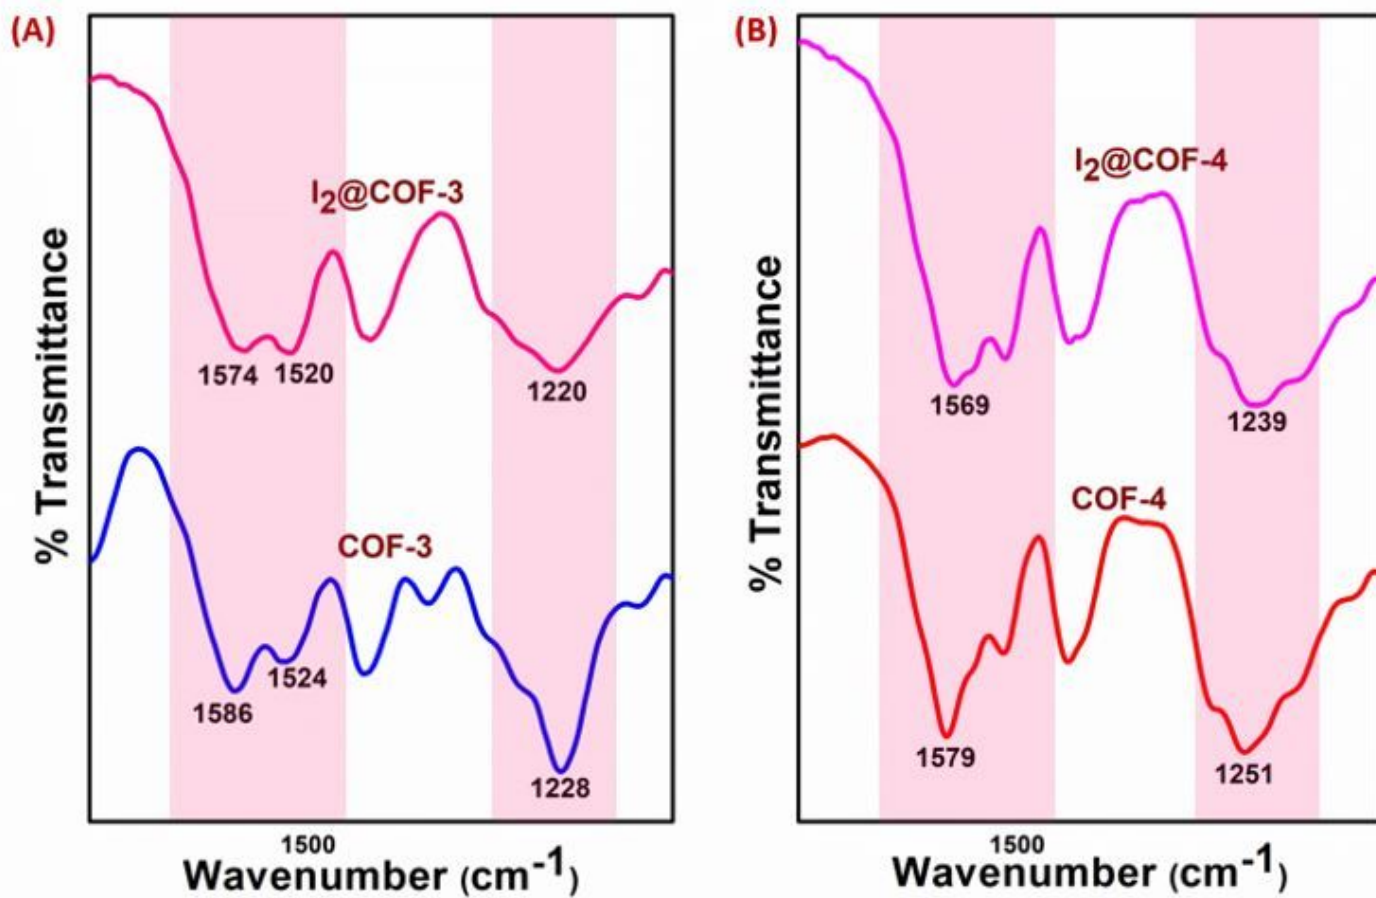 (A)
I2@COF-3
1574
1520
1220
COF-3
1524
1586
1228
% Transmittance
1500
Wavenumber (cm-1)
(B)
I2@COF-4
1569
1239
COF-4
1579
1251
% Transmittance
1500
Wavenumber (cm-1)